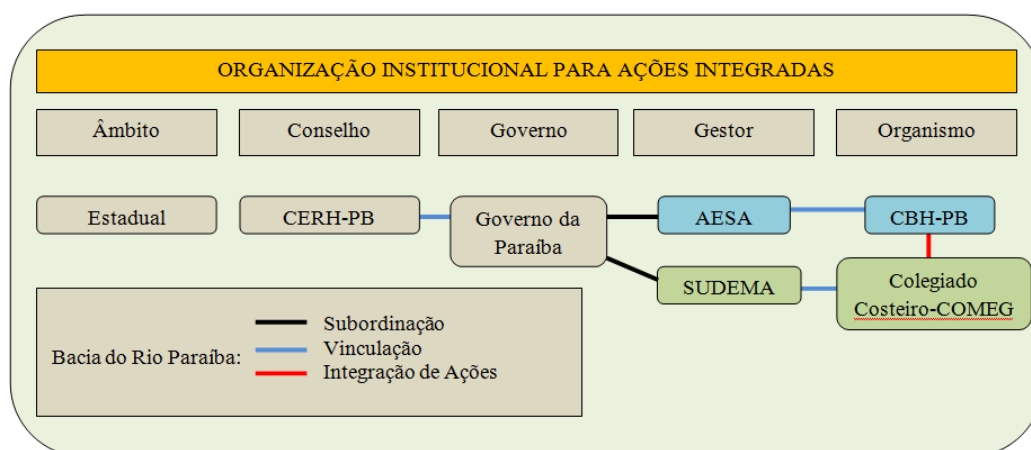 ORGANIZAÇÃO INSTITUCIONAL PARA AÇÕES INTEGRADAS
Âmbito
Conselho
Governo
Gestor
Organismo
Estadual
CERH-PB
Governo da
Paraíba
AESA
CBH-PB
SUDEMA
Colegiado
Costeiro-COMEG
Bacia do Rio Paraíba:
Subordinação
Vinculação
Integração de Ações